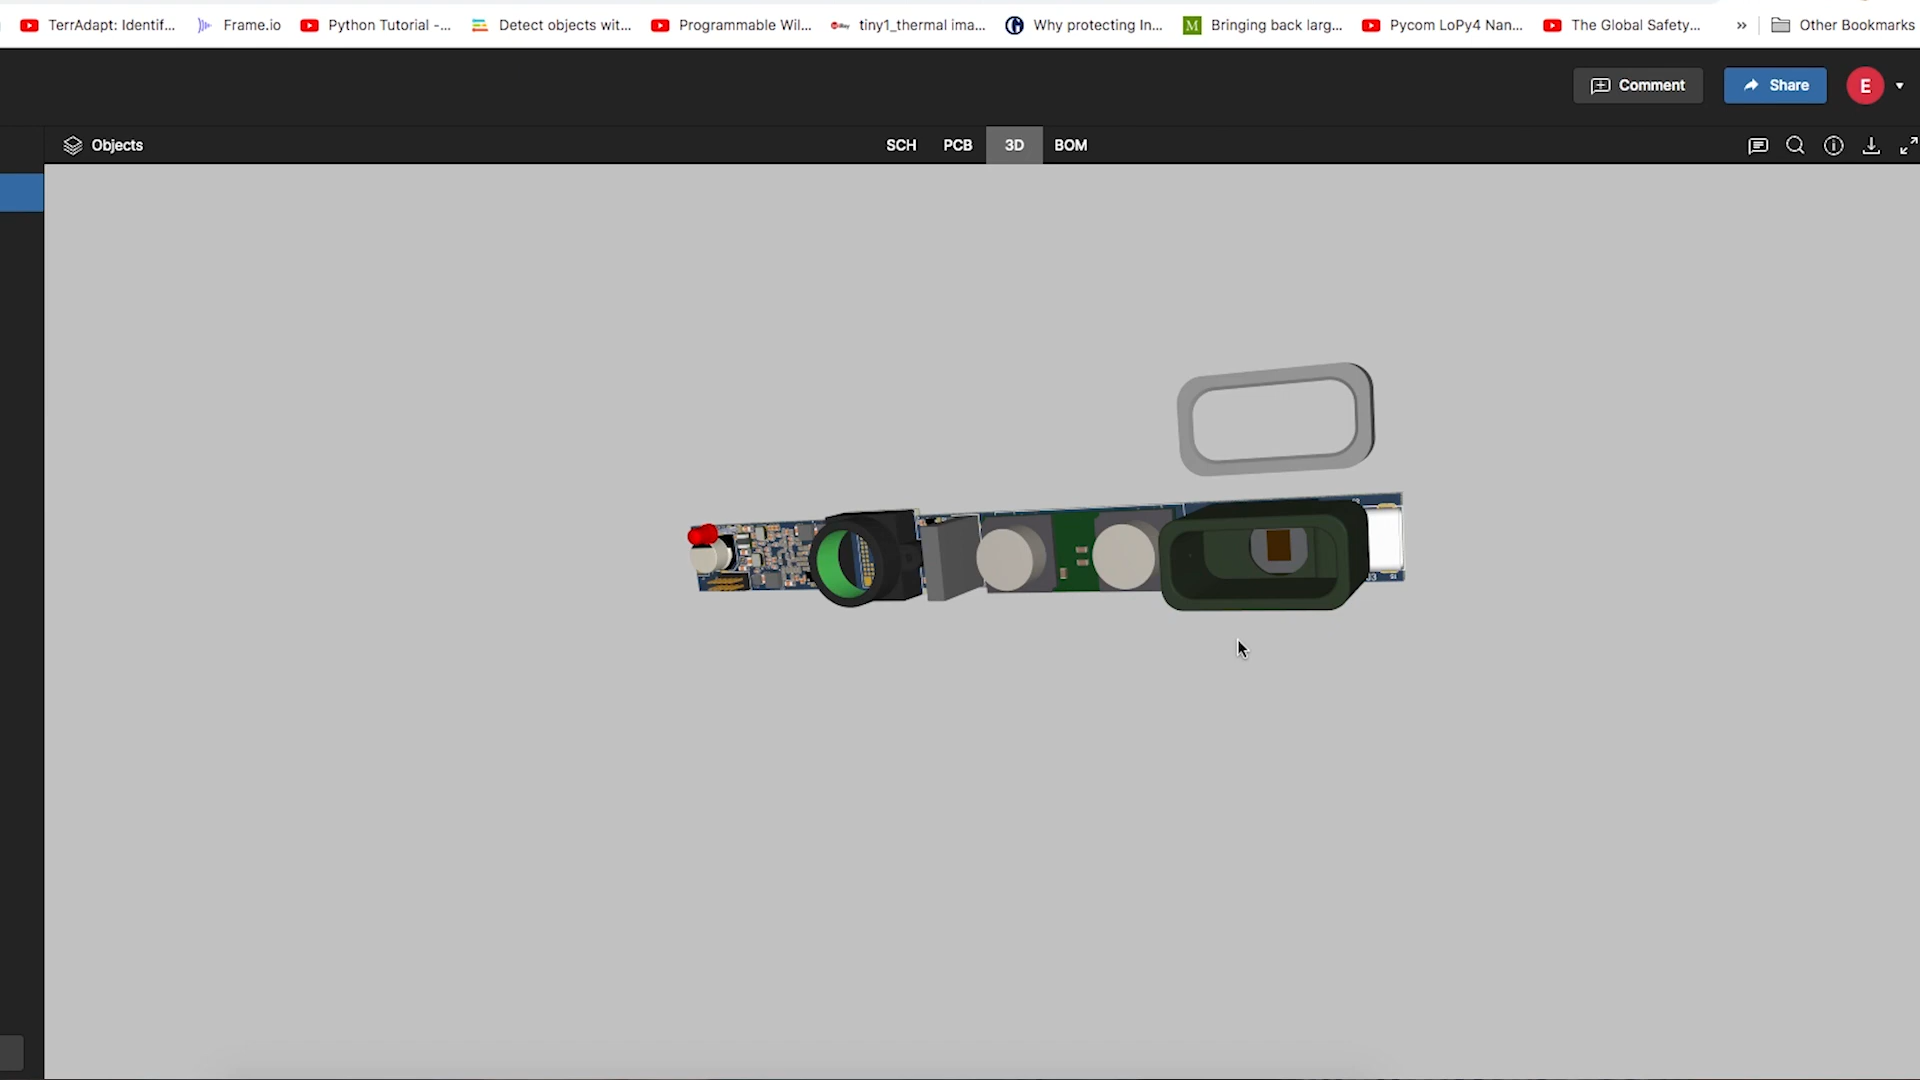 TerrAdapt: Identif... Frame.io Python Tutorial -... Detect objects wit... Programmable Wil... tiny1_thermal ima... Why protecting In... M Bringing back larg... Pycom LoPy4 Nan... The Global Safety... » Other Bookmarks
Comment Share E
Objects SCH PCB 3D BOM